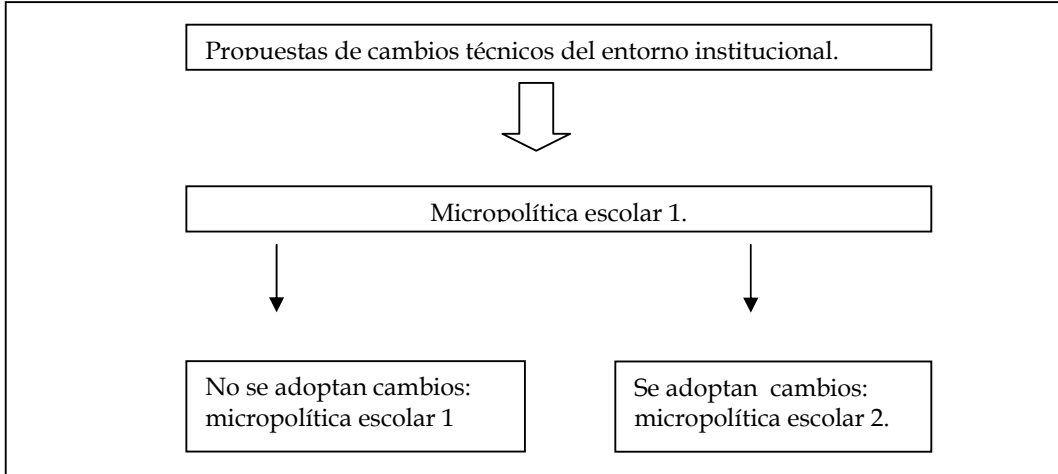 Propuestas de cambios técnicos del entorno institucional.
Micropolítica escolar 1.
No se adoptan cambios:
micropolítica escolar 1
Se adoptan  cambios:
micropolítica escolar 2.